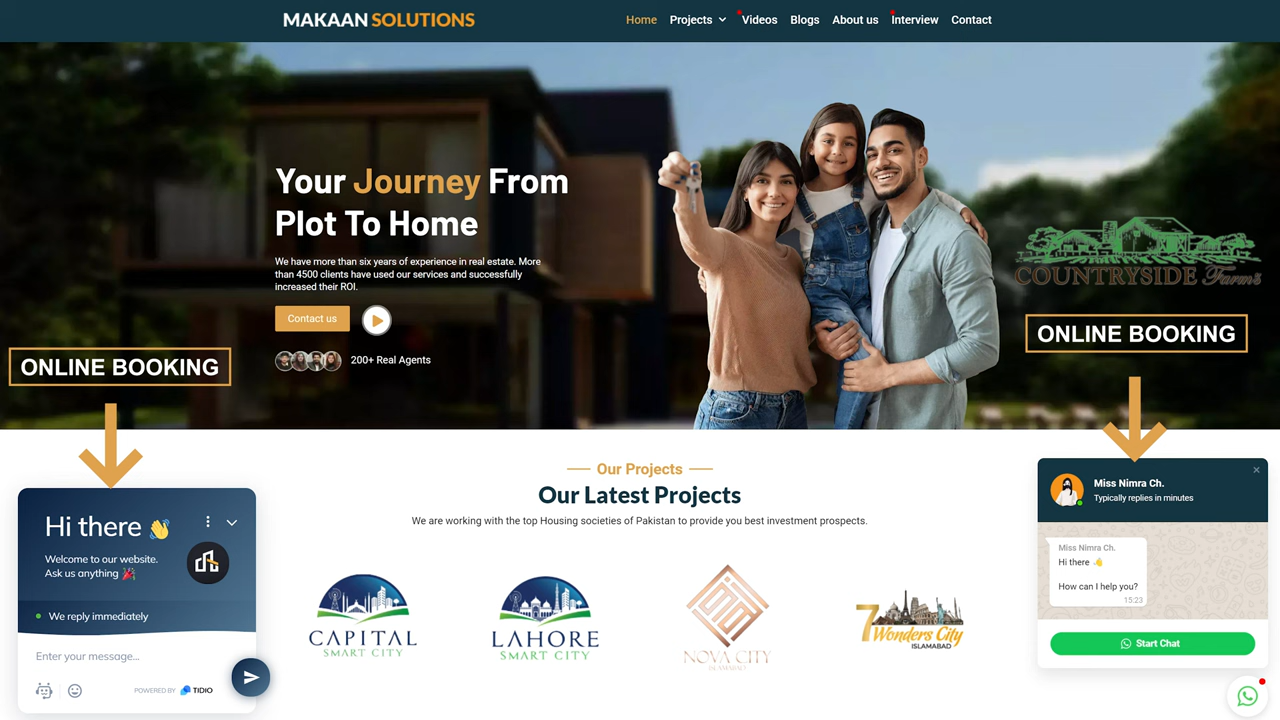 MAKAAN SOLUTIONS
Home Projects Videos Blogs About us Interview Contact
Your Journey From
Plot To Home
We have more than six years of experience in real estate. More
than 4500 clients have used our services and successfully
increased their ROI.
Contact us
200+ Real Agents
COUNTRYSIDE Farms
ONLINE BOOKING
ONLINE BOOKING
Our Projects
Our Latest Projects
We are working with the top Housing societies of Pakistan to provide you best investment prospects.
CAPITAL
SMART CITY
LAHORE
SMART CITY
NOVA CITY
ISLAMABAD
7 Wonders City
ISLAMABAD
Hi there 👋
Welcome to our website.
Ask us anything 🎉
We reply immediately
Enter your message...
POWERED BY TIDIO
Miss Nimra Ch.
Typically replies in minutes
Miss Nimra Ch.
Hi there 👋
How can I help you?
15:23
Start Chat